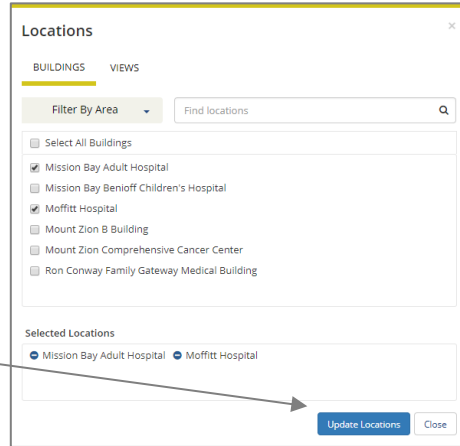 Locations
×
BUILDINGS VIEWS
Filter By Area Find locations
Select All Buildings
Mission Bay Adult Hospital
Mission Bay Benioff Children's Hospital
Moffitt Hospital
Mount Zion B Building
Mount Zion Comprehensive Cancer Center
Ron Conway Family Gateway Medical Building
Selected Locations
Mission Bay Adult Hospital Moffitt Hospital
Update Locations Close